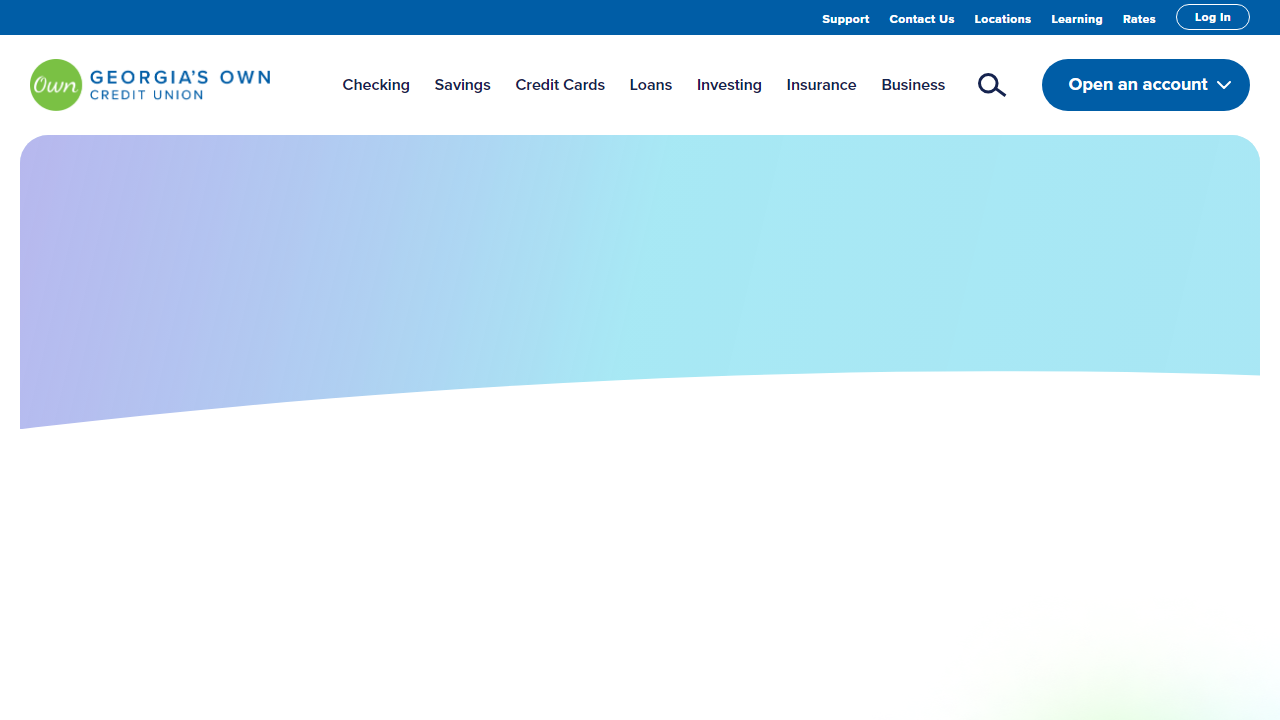 Support Contact Us Locations Learning Rates Log In
Own GEORGIA'S OWN
CREDIT UNION
Checking Savings Credit Cards Loans Investing Insurance Business Open an account